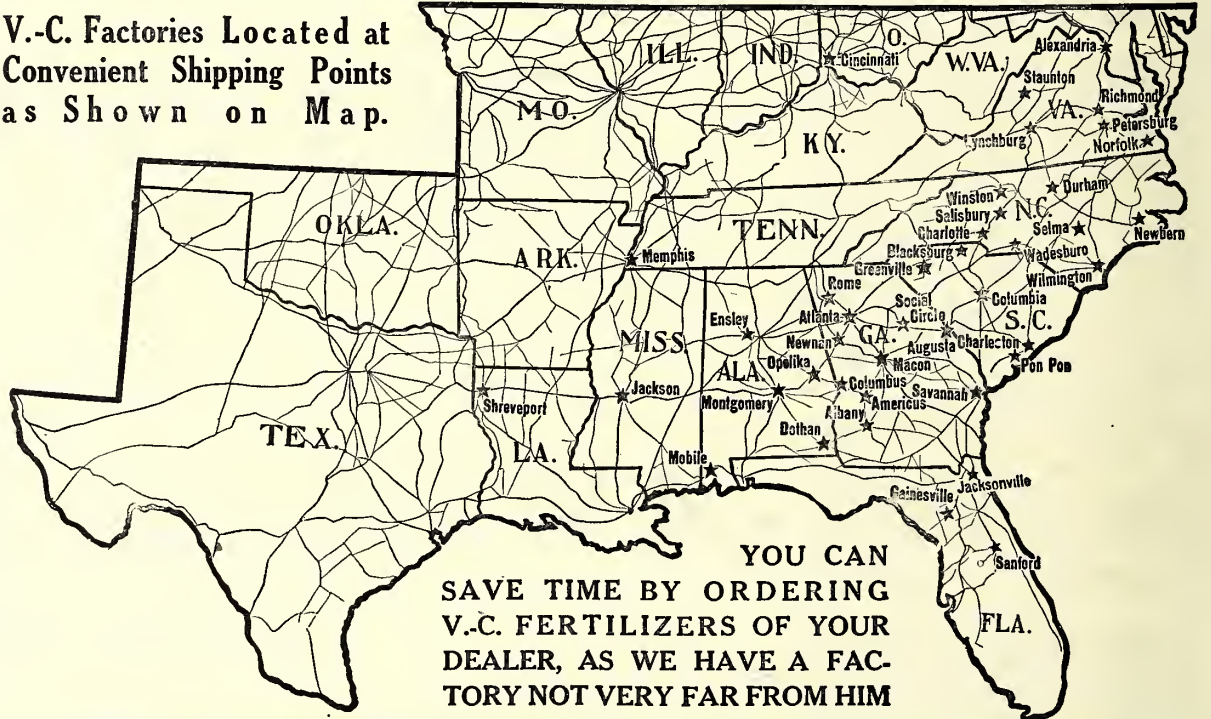 V.-C. Factories Located at
Convenient Shipping Points
as Shown on Map.
ILL.
IND.
O.
Cincinnati
W.VA.
Alexandria
Staunton
VA.
Richmond
Petersburg
Norfolk
Lynchburg
MO.
KY.
OKLA.
ARK.
Memphis
TENN.
Winston
Durham
Salisbury
N.C.
Charlotte
Selma
Newbern
Blacksburg
Wadesburo
Greenville
Wilmington
Rome
Columbia
Social
Circle
S.C.
Ensley
Atlanta
GA.
Augusta
Charleston
MISS.
Newnan
Macon
Pon Pon
Opelika
ALA.
Columbus
Savannah
Jackson
Montgomery
Americus
Shreveport
Albany
TEX.
LA.
Dothan
Mobile
Gainesville
Jacksonville
Sanford
FLA.
YOU CAN
SAVE TIME BY ORDERING
V.-C. FERTILIZERS OF YOUR
DEALER, AS WE HAVE A FAC-
TORY NOT VERY FAR FROM HIM